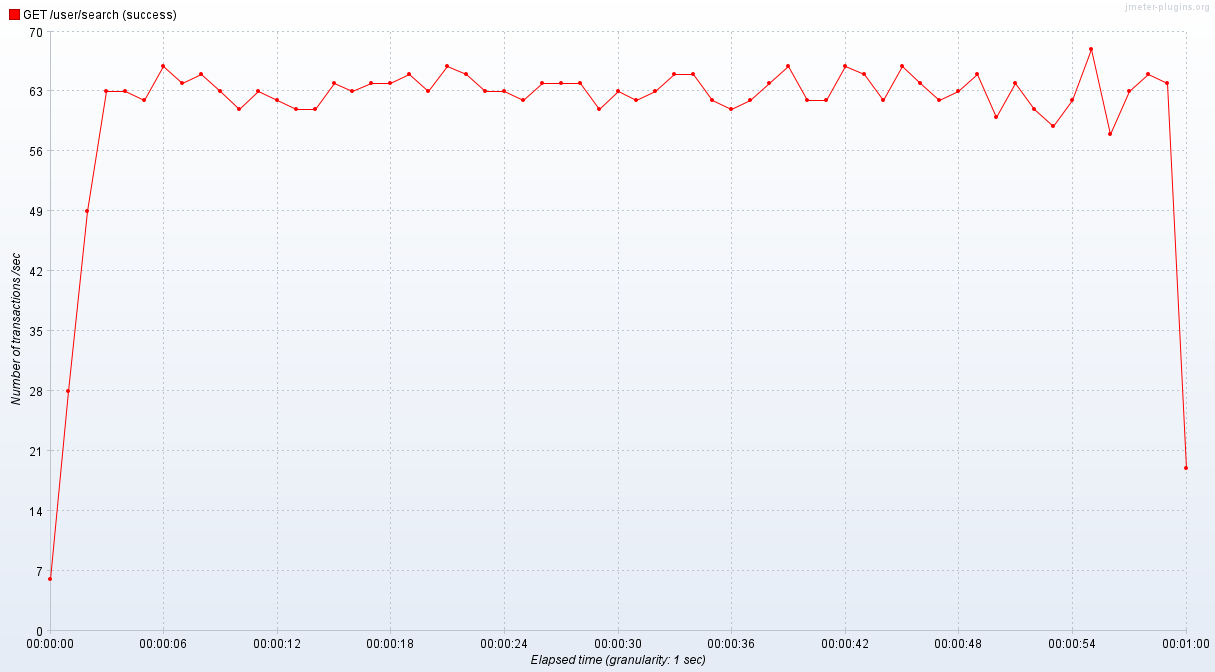 GET /user/search (success)
jmeter-plugins.org
70
63
56
49
42
35
28
21
14
7
0
Number of transactions /sec
00:00:00 00:00:06 00:00:12 00:00:18 00:00:24 00:00:30 00:00:36 00:00:42 00:00:48 00:00:54 00:01:00
Elapsed time (granularity: 1 sec)